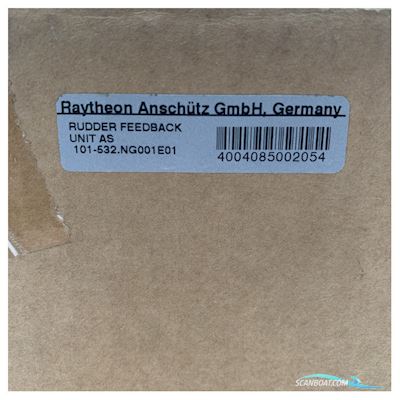 Raytheon Anschütz GmbH, Germany
RUDDER FEEDBACK
UNIT AS
101-532.NG001E01
4004085002054
SCANBOAT.COM